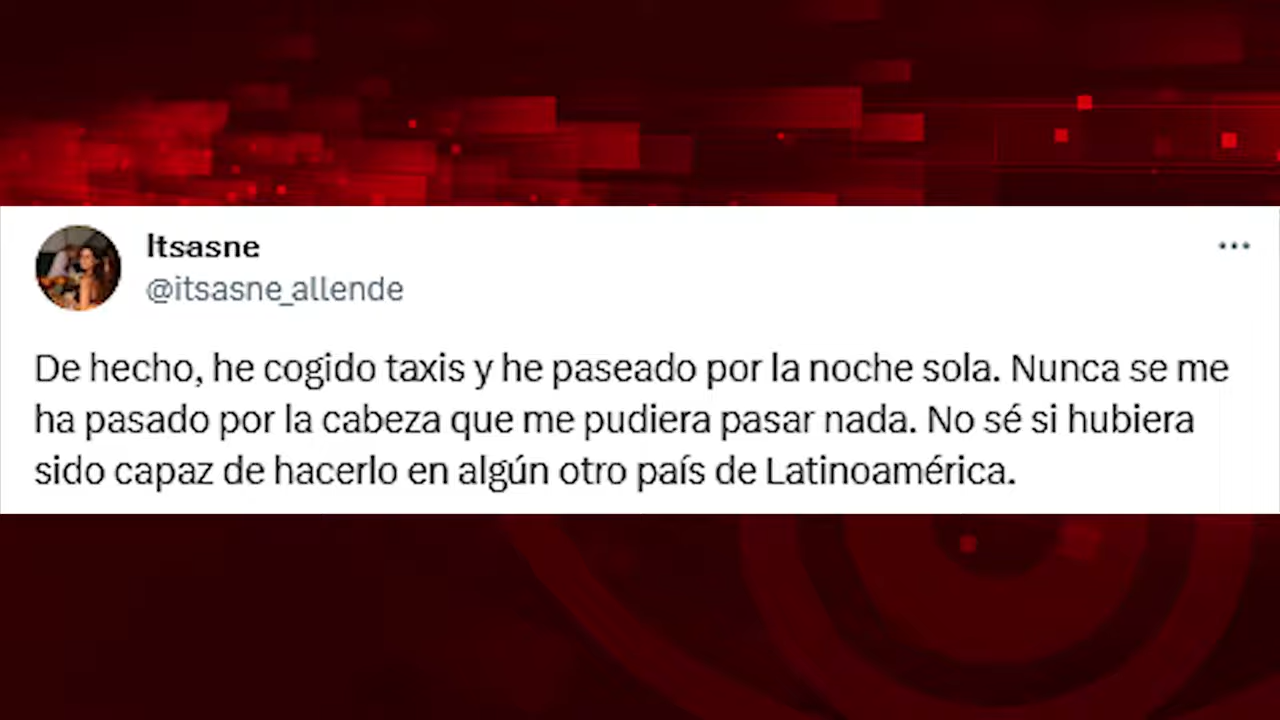 Itsasne
@itsasne_allende
De hecho, he cogido taxis y he paseado por la noche sola. Nunca se me
ha pasado por la cabeza que me pudiera pasar nada. No sé si hubiera
sido capaz de hacerlo en algún otro país de Latinoamérica.